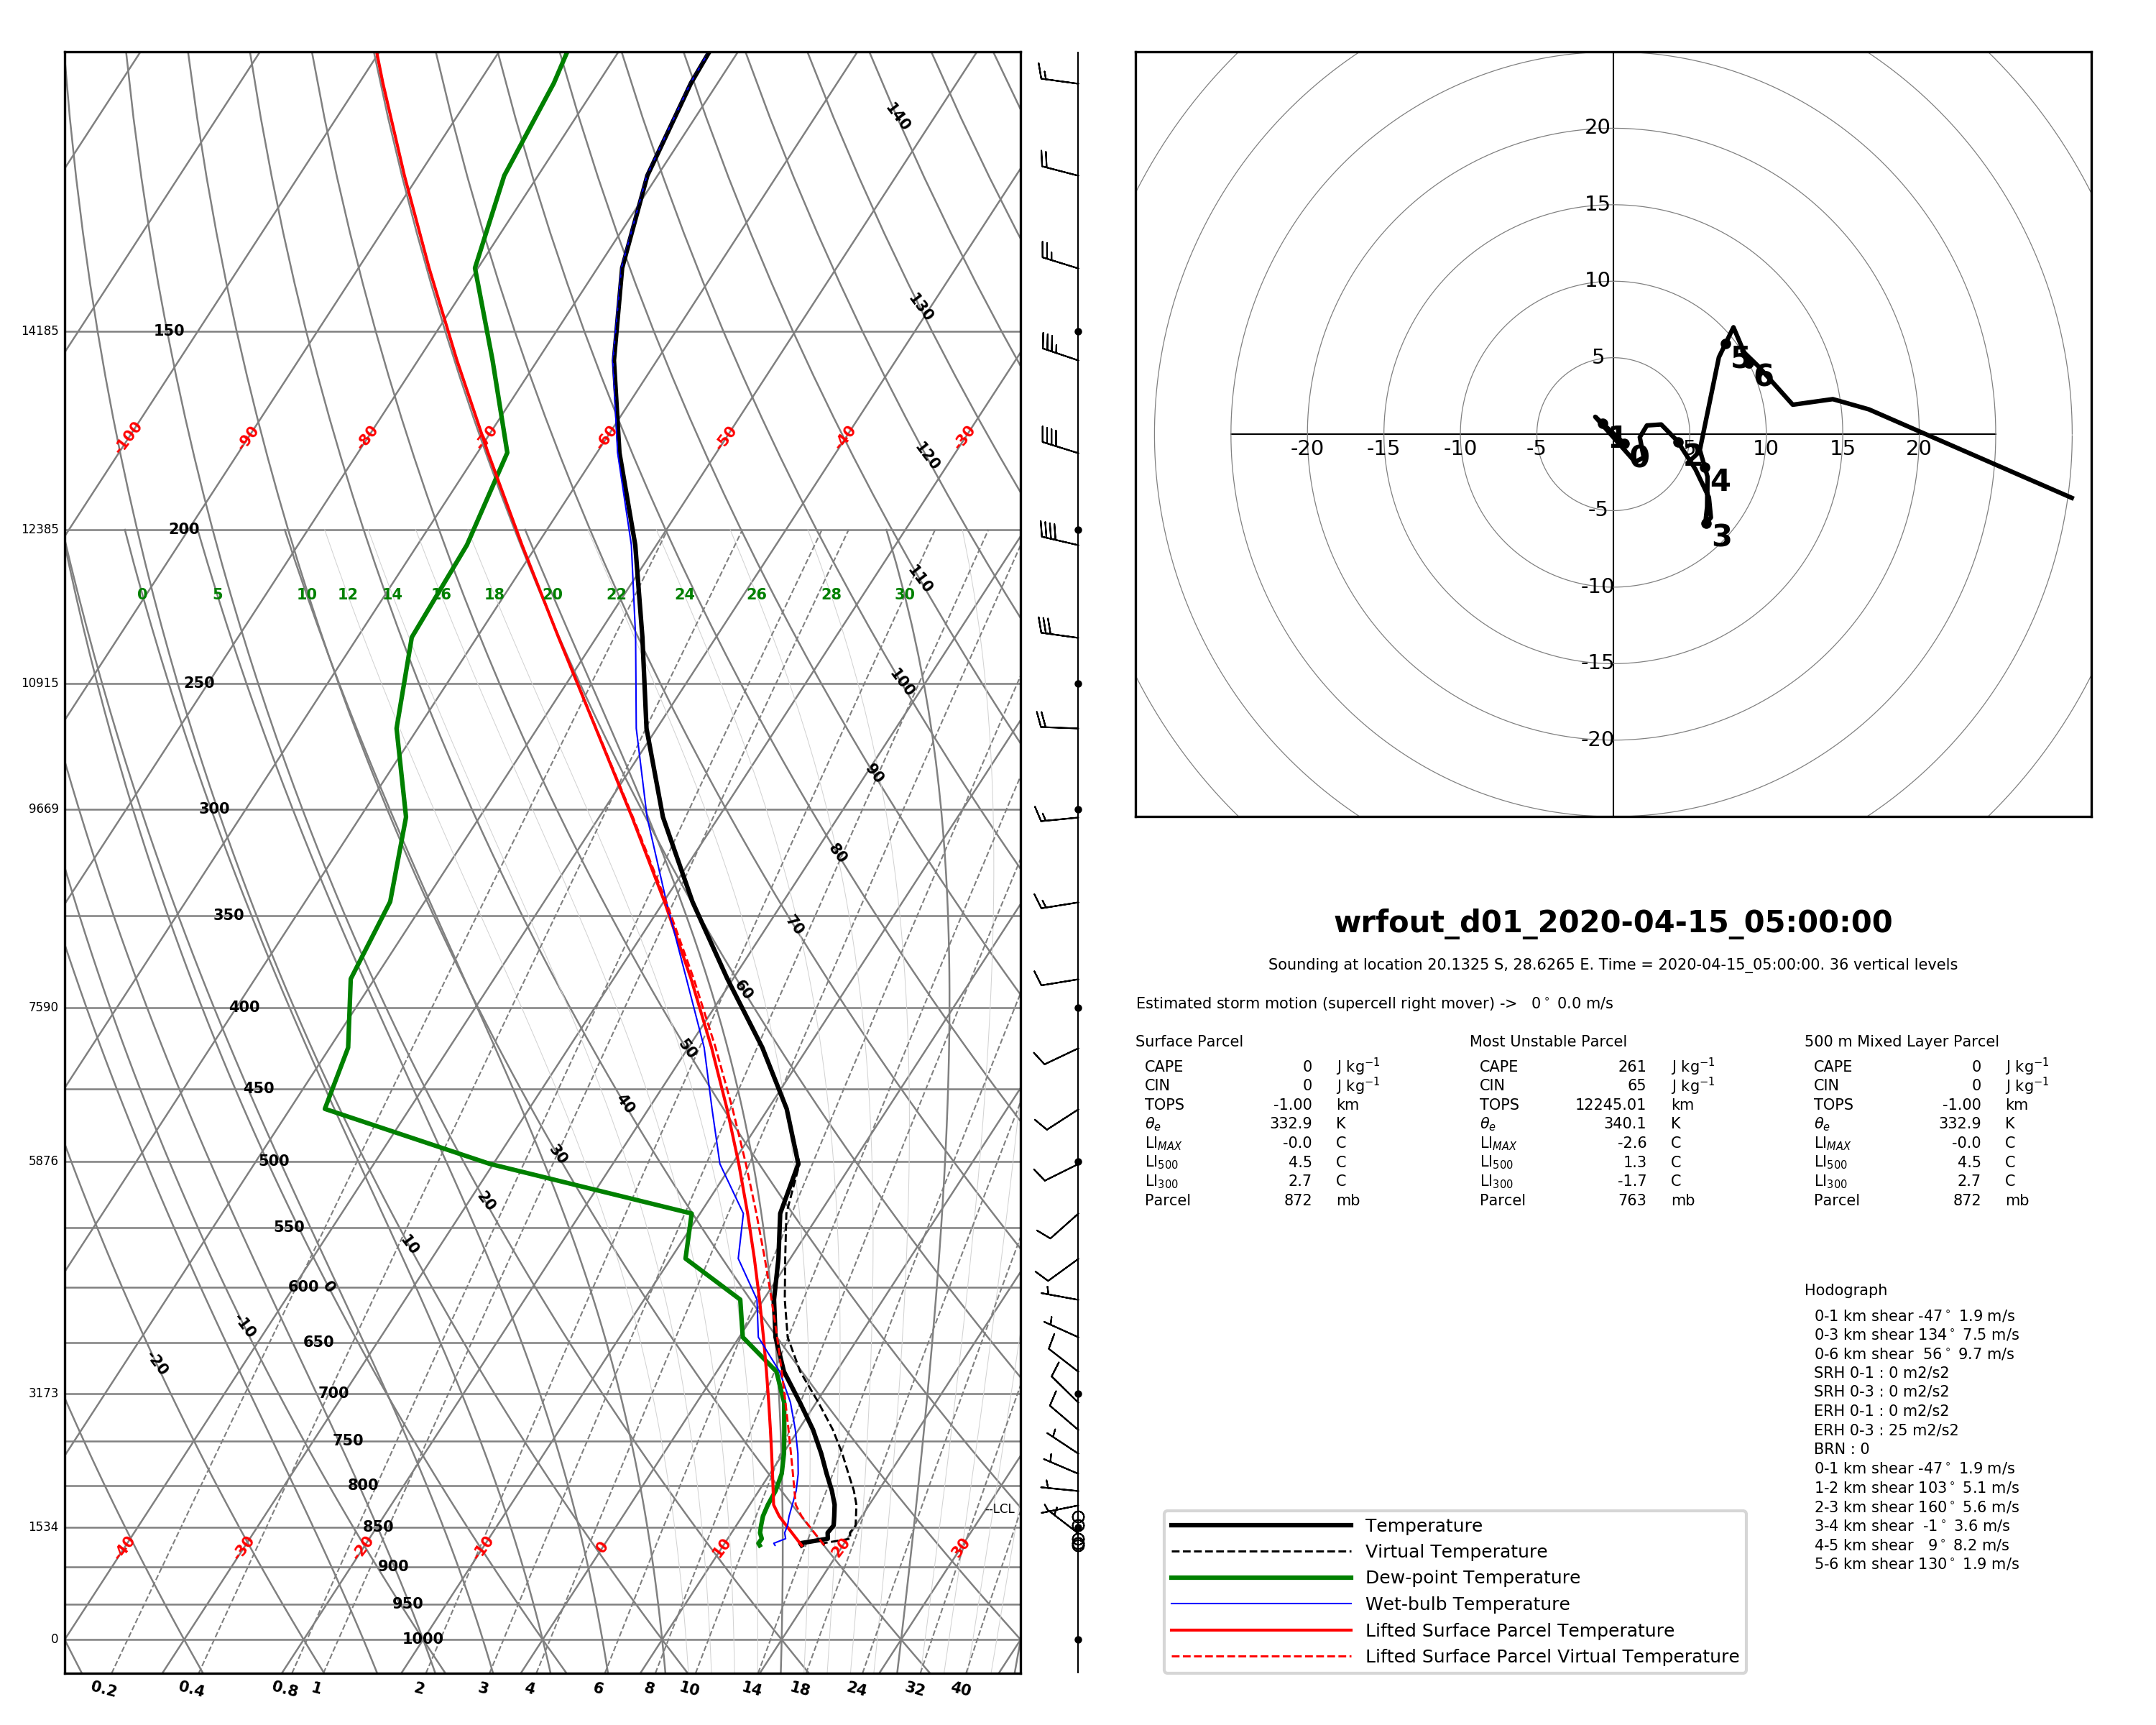 140
20
15
130
10
14185 150
5
5
6
-100 -90 -80 -70 -60 -50 -40 -30
120
1
0
2
-20 -15 -10 -5 5 10 15 20
4
-5
3
12385 200
110
-10
0 5 10 12 14 16 18 20 22 24 26 28 30
-15
10915 250
100
-20
90
9669 300
80
350
70
wrfout_d01_2020-04-15_05:00:00
Sounding at location 20.1325 S, 28.6265 E. Time = 2020-04-15_05:00:00. 36 vertical levels
60
7590 400
Estimated storm motion (supercell right mover) -> 0° 0.0 m/s
50
Surface Parcel Most Unstable Parcel 500 m Mixed Layer Parcel
CAPE 0 J kg⁻¹ CAPE 261 J kg⁻¹ CAPE 0 J kg⁻¹
450
CIN 0 J kg⁻¹ CIN 65 J kg⁻¹ CIN 0 J kg⁻¹
40
TOPS -1.00 km TOPS 12245.01 km TOPS -1.00 km
θe 332.9 K θe 340.1 K θe 332.9 K
LIMAX -0.0 C LIMAX -2.6 C LIMAX -0.0 C
30
5876 500
LI500 4.5 C LI500 1.3 C LI500 4.5 C
LI300 2.7 C LI300 -1.7 C LI300 2.7 C
20
Parcel 872 mb Parcel 763 mb Parcel 872 mb
550
10
600 0
Hodograph
-10
0-1 km shear -47° 1.9 m/s
0-3 km shear 134° 7.5 m/s
650
0-6 km shear 56° 9.7 m/s
-20
SRH 0-1 : 0 m2/s2
3173 700
SRH 0-3 : 0 m2/s2
ERH 0-1 : 0 m2/s2
ERH 0-3 : 25 m2/s2
750
BRN : 0
0-1 km shear -47° 1.9 m/s
800
1-2 km shear 103° 5.1 m/s
2-3 km shear 160° 5.6 m/s
--LCL
3-4 km shear -1° 3.6 m/s
1534 850
4-5 km shear 9° 8.2 m/s
-40 -30 -20 -10 0 10 20 30
5-6 km shear 130° 1.9 m/s
900
950
0 1000
Temperature
Virtual Temperature
Dew-point Temperature
Wet-bulb Temperature
Lifted Surface Parcel Temperature
Lifted Surface Parcel Virtual Temperature
0.2 0.4 0.8 1 2 3 4 6 8 10 14 18 24 32 40